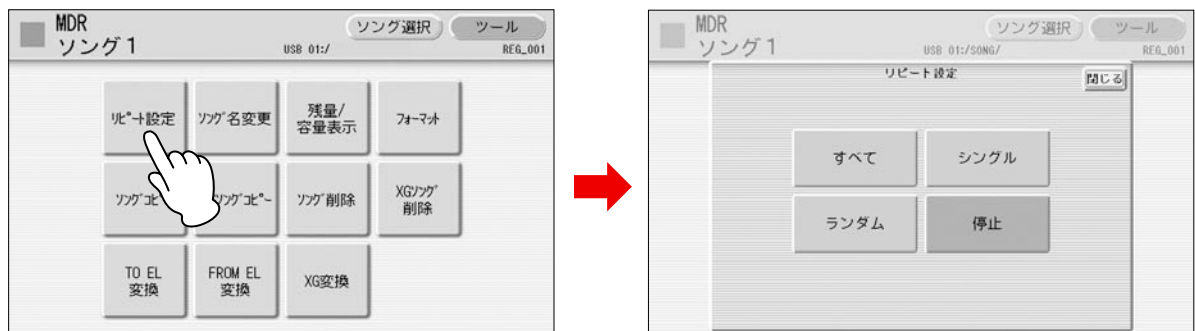 MDR
ソング1
USB 01:/
ソング選択
ツール
REG_001
リピート設定
ソング名変更
残量/
容量表示
フォーマット
ソングコピ
ソングコピー
ソング削除
XGソング
削除
TO EL
変換
FROM EL
変換
XG変換
MDR
ソング1
USB 01:/SONG/
ソング選択
ツール
REG_001
リピート設定
閉じる
すべて
シングル
ランダム
停止